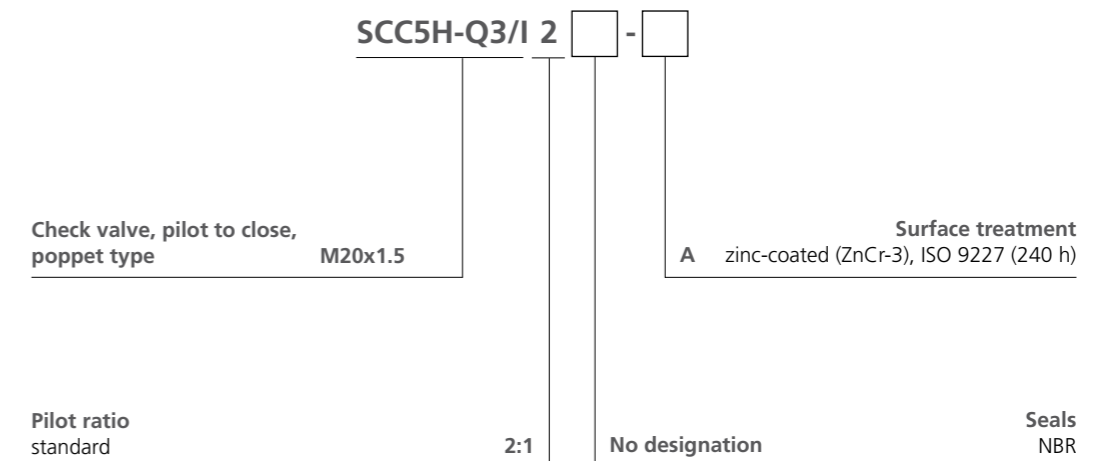 SCC5H-Q3/I 2 -
Check valve, pilot to close,
poppet type M20x1.5
Surface treatment
A zinc-coated (ZnCr-3), ISO 9227 (240 h)
Pilot ratio
standard 2:1
Seals
No designation NBR